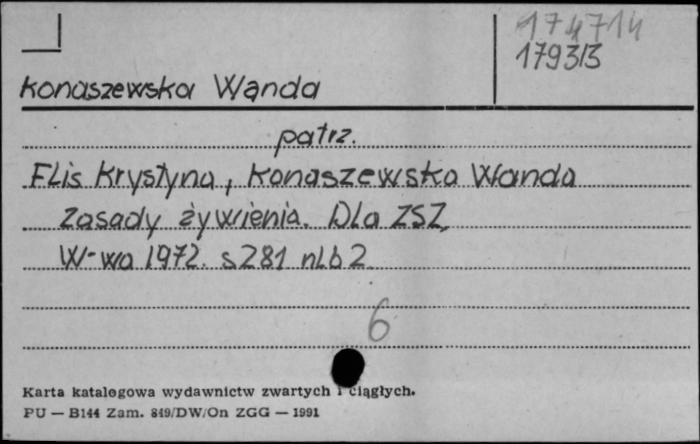 174714
179313
Konaszewska Wanda
patrz.
Flis Krystyna, Konaszewska Wanda
Zasady żywienia. Dla ZSZ,
W-wa 1972. s281 nlb2
6
Karta katalogowa wydawnictw zwartych i ciągłych.
PU — B144 Zam. 849/DW/On ZGG — 1991